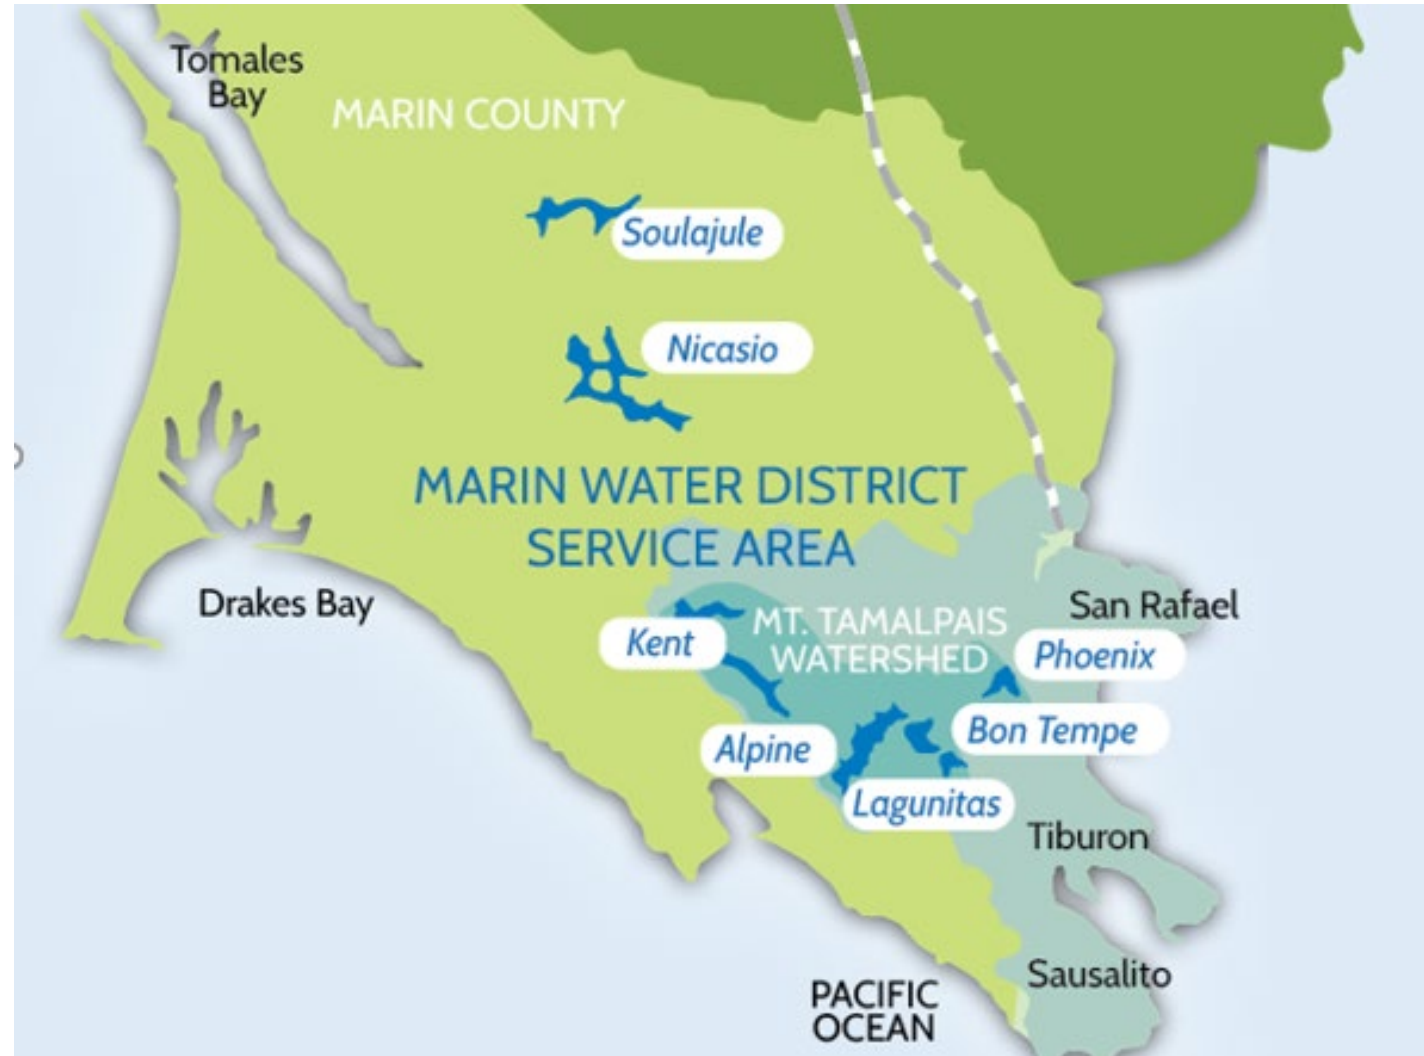 Tomales
Bay
MARIN COUNTY
Soulajule
Nicasio
MARIN WATER DISTRICT
SERVICE AREA
Drakes Bay
San Rafael
MT. TAMALPAIS
WATERSHED
Kent
Phoenix
Bon Tempe
Alpine
Lagunitas
Tiburon
Sausalito
PACIFIC
OCEAN